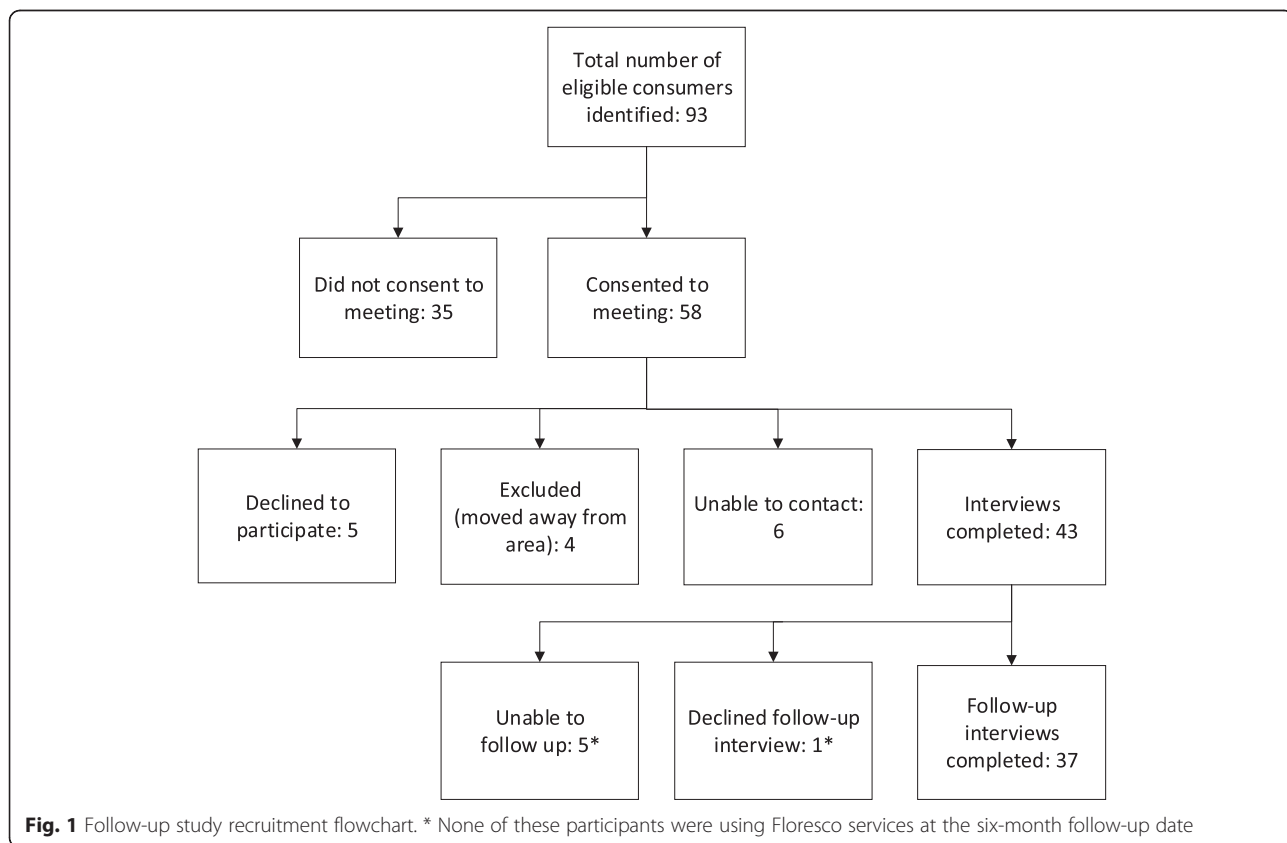 Total number of
eligible consumers
identified: 93
Did not consent to
meeting: 35
Consented to
meeting: 58
Declined to
participate: 5
Excluded
(moved away from
area): 4
Unable to contact:
6
Interviews
completed: 43
Unable to
follow up: 5*
Declined follow-up
interview: 1*
Follow-up
interviews
completed: 37
Fig. 1 Follow-up study recruitment flowchart. * None of these participants were using Floresco services at the six-month follow-up date